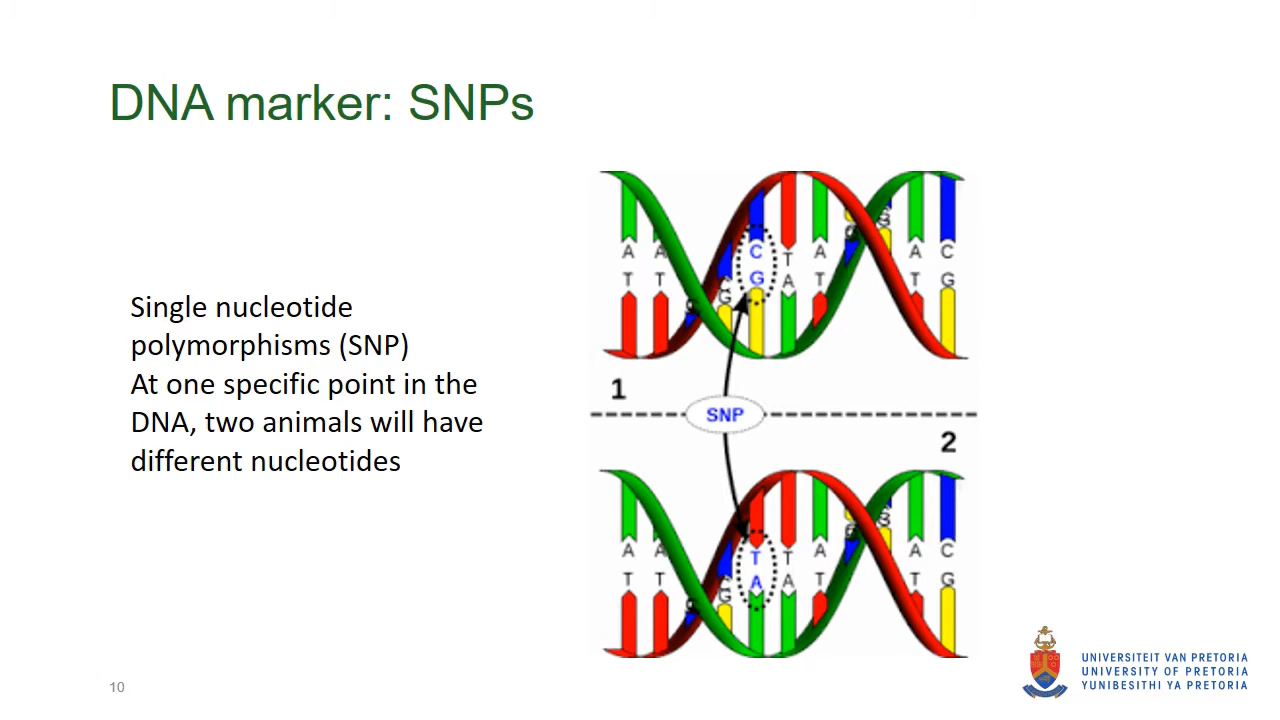 DNA marker: SNPs
Single nucleotide
polymorphisms (SNP)
At one specific point in the
DNA, two animals will have
different nucleotides
A A C C T A G G A C
T T G G A T C T G
1
SNP
2
A A C T T A G G A C
T T G G A A T C T G
10
UNIVERSITEIT VAN PRETORIA
UNIVERSITY OF PRETORIA
YUNIBESITHI YA PRETORIA